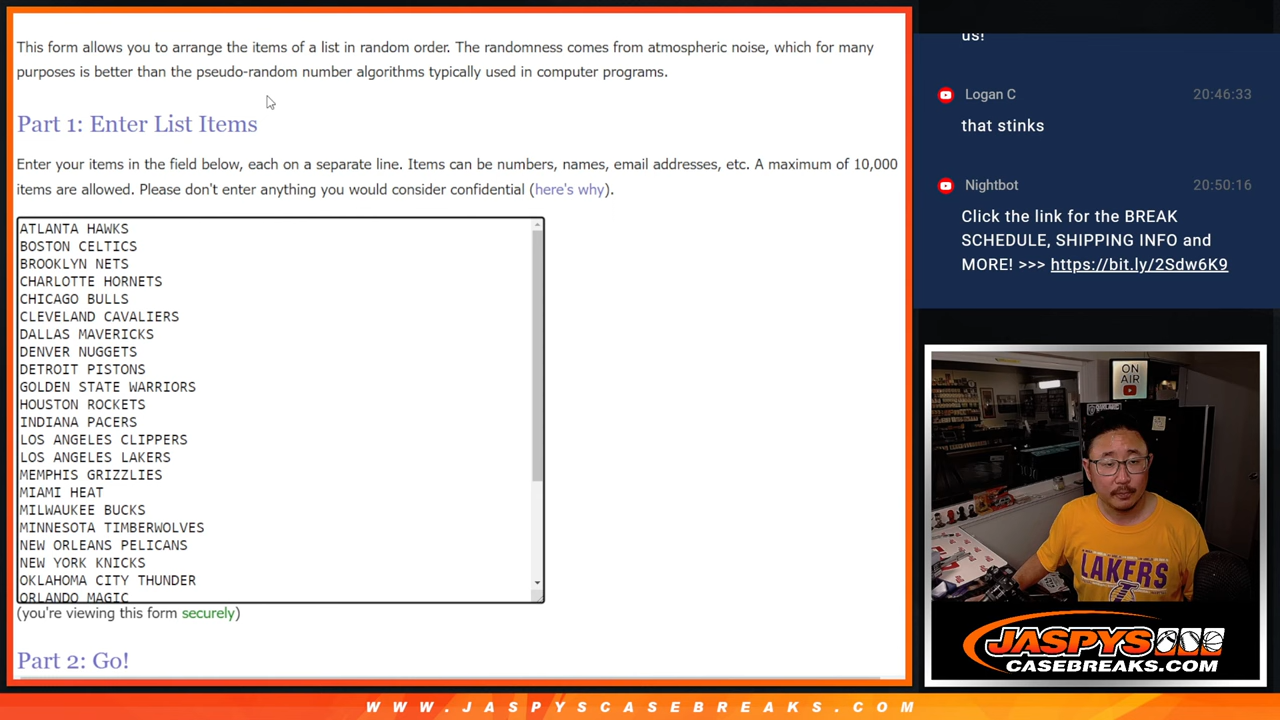 This form allows you to arrange the items of a list in random order. The randomness comes from atmospheric noise, which for many
purposes is better than the pseudo-random number algorithms typically used in computer programs.
Part 1: Enter List Items
Enter your items in the field below, each on a separate line. Items can be numbers, names, email addresses, etc. A maximum of 10,000
items are allowed. Please don't enter anything you would consider confidential (here's why).
ATLANTA HAWKS
BOSTON CELTICS
BROOKLYN NETS
CHARLOTTE HORNETS
CHICAGO BULLS
CLEVELAND CAVALIERS
DALLAS MAVERICKS
DENVER NUGGETS
DETROIT PISTONS
GOLDEN STATE WARRIORS
HOUSTON ROCKETS
INDIANA PACERS
LOS ANGELES CLIPPERS
LOS ANGELES LAKERS
MEMPHIS GRIZZLIES
MIAMI HEAT
MILWAUKEE BUCKS
MINNESOTA TIMBERWOLVES
NEW ORLEANS PELICANS
NEW YORK KNICKS
OKLAHOMA CITY THUNDER
ORLANDO MAGIC
(you're viewing this form securely)
Part 2: Go!
us!
Logan C 20:46:33
that stinks
Nightbot 20:50:16
Click the link for the BREAK
SCHEDULE, SHIPPING INFO and
MORE! >>> https://bit.ly/2Sdw6K9
ON
AIR
LAKERS
JASPYS
CASEBREAKS.COM
WWW.JASPYSCASEBREAKS.COM